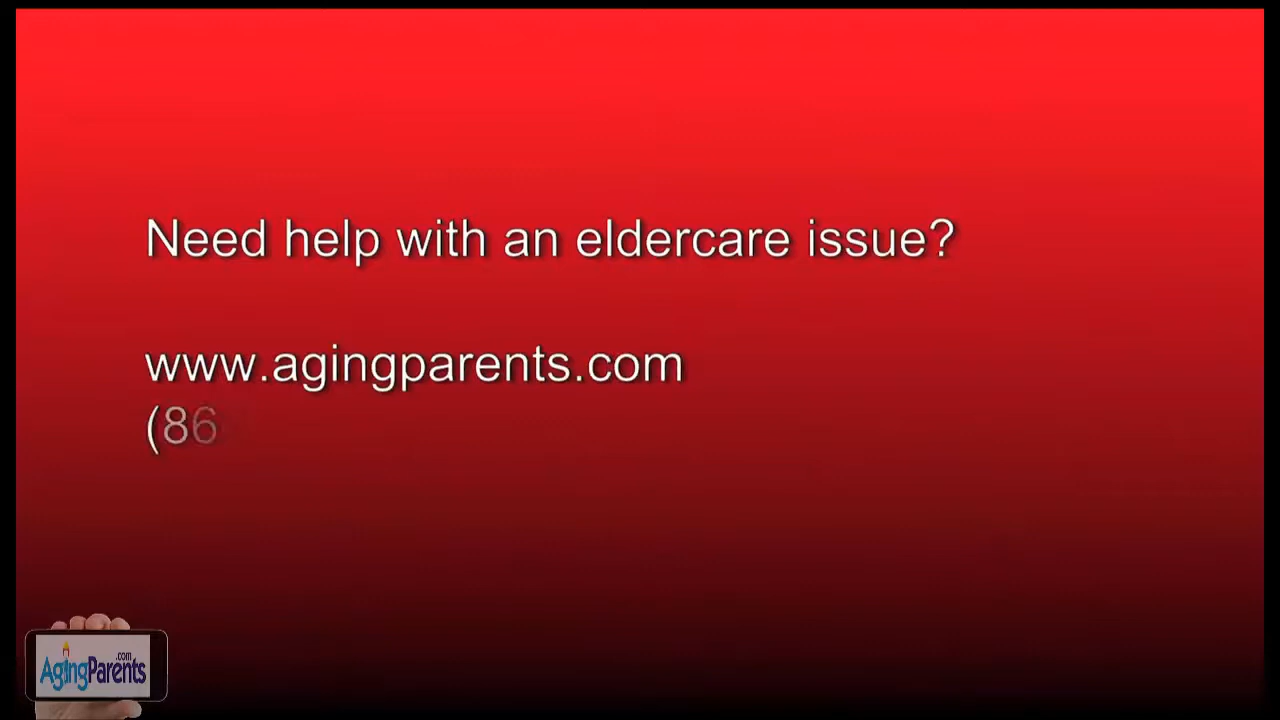 Need help with an eldercare issue?
www.agingparents.com
(86
AgingParents
.com